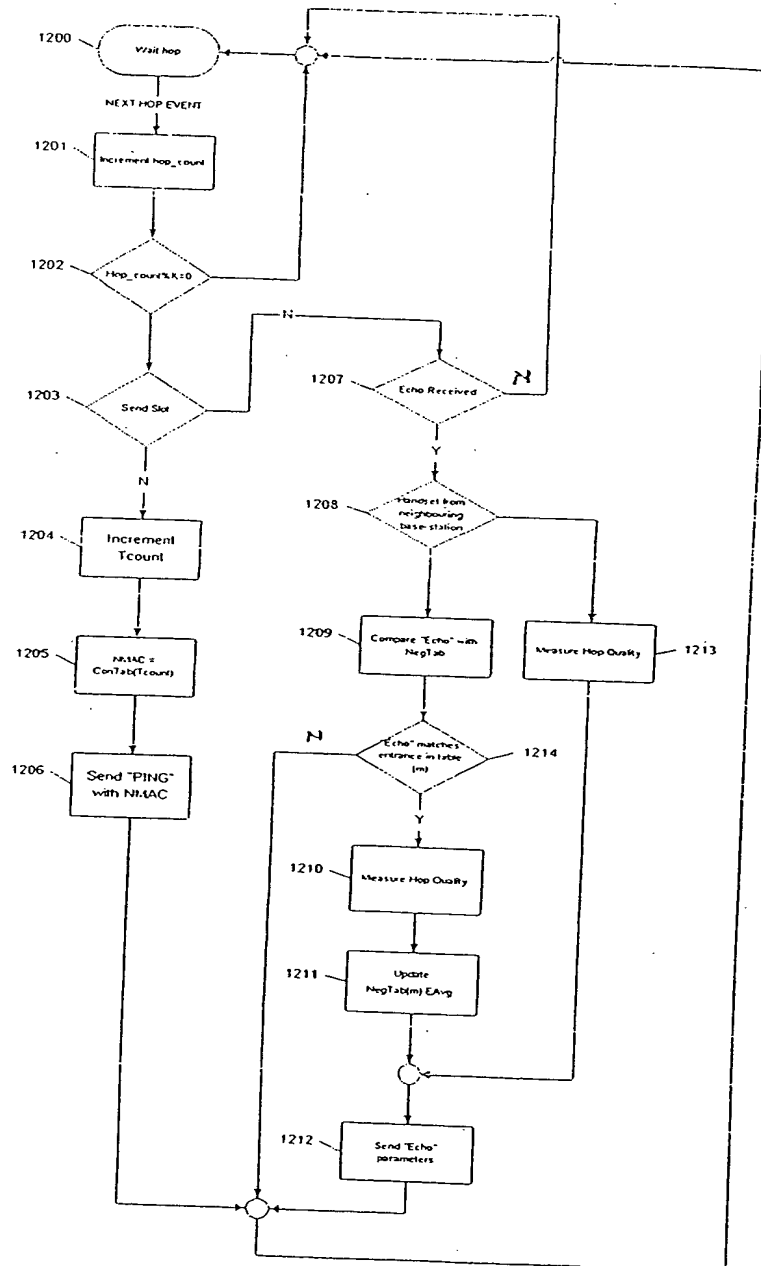 1200
Wait hop
NEXT HOP EVENT
1201
Increment hop_count
1202
Hop_count%K=0
N
1203
Send Slot
1207
Echo Received
N
N
Y
1204
Increment
Tcount
1208
Handset from
neighbouring
base-station
1205
NMAC =
ConTab(Tcount)
1209
Compare "Echo" with
NegTab
Measure Hop Quality
1213
1206
Send "PING"
with NMAC
N
"Echo" matches
entrance in table
(m)
1214
Y
1210
Measure Hop Quality
1211
Update
NegTab(m) EAvg
1212
Send "Echo"
parameters